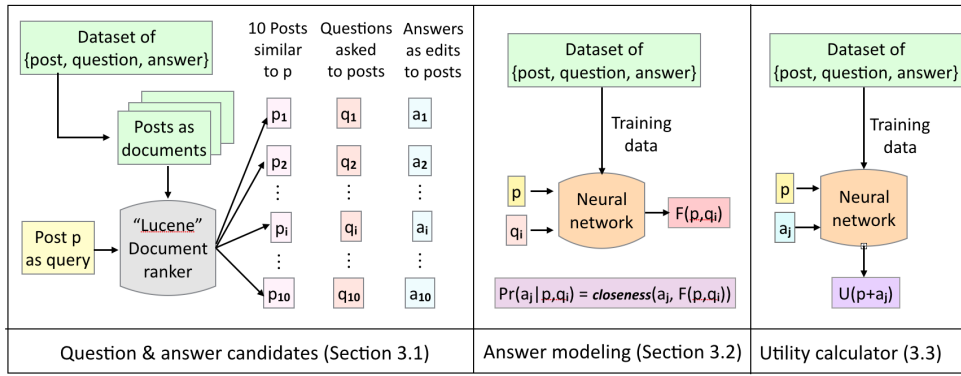 Dataset of
{post, question, answer}
Posts as
documents
Post p
as query
“Lucene”
Document
ranker
10 Posts
similar
to p
Questions
asked
to posts
Answers
as edits
to posts
p1 q1 a1
p2 q2 a2
⋮ ⋮ ⋮
pi qi ai
⋮ ⋮ ⋮
p10 q10 a10
Question & answer candidates (Section 3.1)
Dataset of
{post, question, answer}
Training
data
p
qi
Neural
network
F(p,qi)
Pr(aj|p,qi) = closeness(aj, F(p,qi))
Answer modeling (Section 3.2)
Dataset of
{post, question, answer}
Training
data
p
aj
Neural
network
U(p+aj)
Utility calculator (3.3)